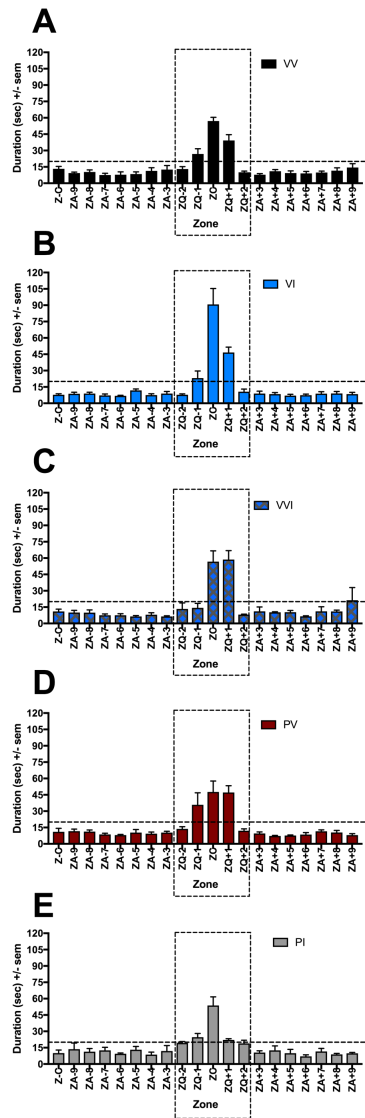 A
Duration (sec) +/- sem
120
105
90
75
60
45
30
15
0
VV
Z-O ZA-9 ZA-8 ZA-7 ZA-6 ZA-5 ZA-4 ZA-3 ZQ-2 ZQ-1 ZO ZQ+1 ZQ+2 ZA+3 ZA+4 ZA+5 ZA+6 ZA+7 ZA+8 ZA+9
Zone
B
Duration (sec) +/- sem
120
105
90
75
60
45
30
15
0
VI
Z-O ZA-9 ZA-8 ZA-7 ZA-6 ZA-5 ZA-4 ZA-3 ZQ-2 ZQ-1 ZO ZQ+1 ZQ+2 ZA+3 ZA+4 ZA+5 ZA+6 ZA+7 ZA+8 ZA+9
Zone
C
Duration (sec) +/- sem
120
105
90
75
60
45
30
15
0
VVI
Z-O ZA-9 ZA-8 ZA-7 ZA-6 ZA-5 ZA-4 ZA-3 ZQ-2 ZQ-1 ZO ZQ+1 ZQ+2 ZA+3 ZA+4 ZA+5 ZA+6 ZA+7 ZA+8 ZA+9
Zone
D
Duration (sec) +/- sem
120
105
90
75
60
45
30
15
0
PV
Z-O ZA-9 ZA-8 ZA-7 ZA-6 ZA-5 ZA-4 ZA-3 ZQ-2 ZQ-1 ZO ZQ+1 ZQ+2 ZA+3 ZA+4 ZA+5 ZA+6 ZA+7 ZA+8 ZA+9
Zone
E
Duration (sec) +/- sem
120
105
90
75
60
45
30
15
0
PI
Z-O ZA-9 ZA-8 ZA-7 ZA-6 ZA-5 ZA-4 ZA-3 ZQ-2 ZQ-1 ZO ZQ+1 ZQ+2 ZA+3 ZA+4 ZA+5 ZA+6 ZA+7 ZA+8 ZA+9
Zone